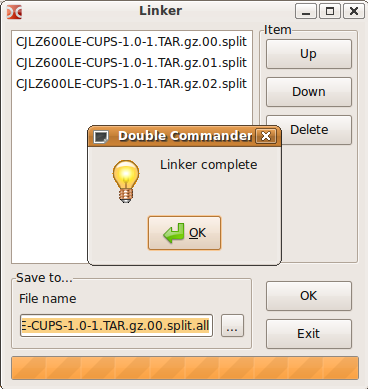 Linker
CJLZ600LE-CUPS-1.0-1.TAR.gz.00.split
CJLZ600LE-CUPS-1.0-1.TAR.gz.01.split
CJLZ600LE-CUPS-1.0-1.TAR.gz.02.split
Item
Up
Down
Delete
Double Commander
Linker complete
OK
Save to...
File name
E-CUPS-1.0-1.TAR.gz.00.split.all
...
OK
Exit